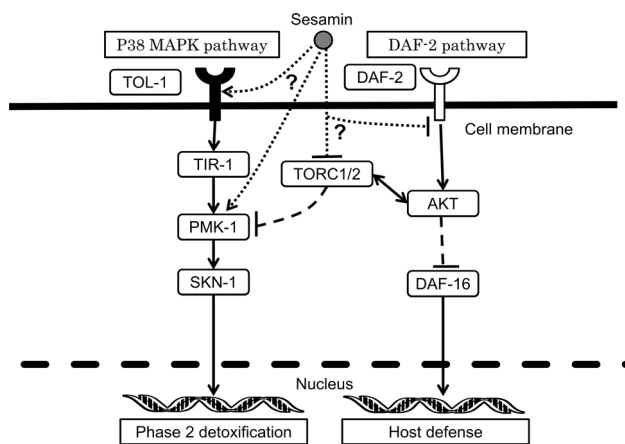 Sesamin
P38 MAPK pathway
DAF-2 pathway
TOL-1
?
DAF-2
?
Cell membrane
TIR-1
TORC1/2
PMK-1
AKT
SKN-1
DAF-16
Nucleus
Phase 2 detoxification
Host defense